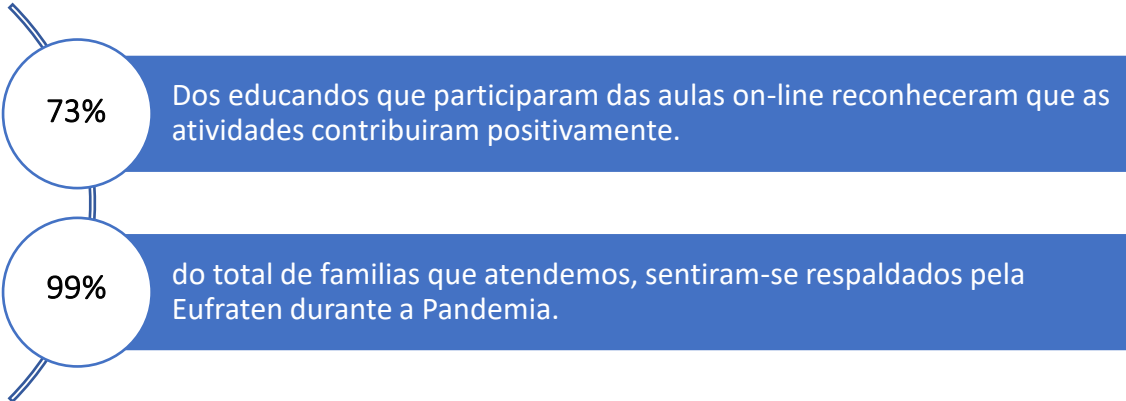 73%
Dos educandos que participaram das aulas on-line reconheceram que as
atividades contribuiram positivamente.
99%
do total de familias que atendemos, sentiram-se respaldados pela
Eufraten durante a Pandemia.